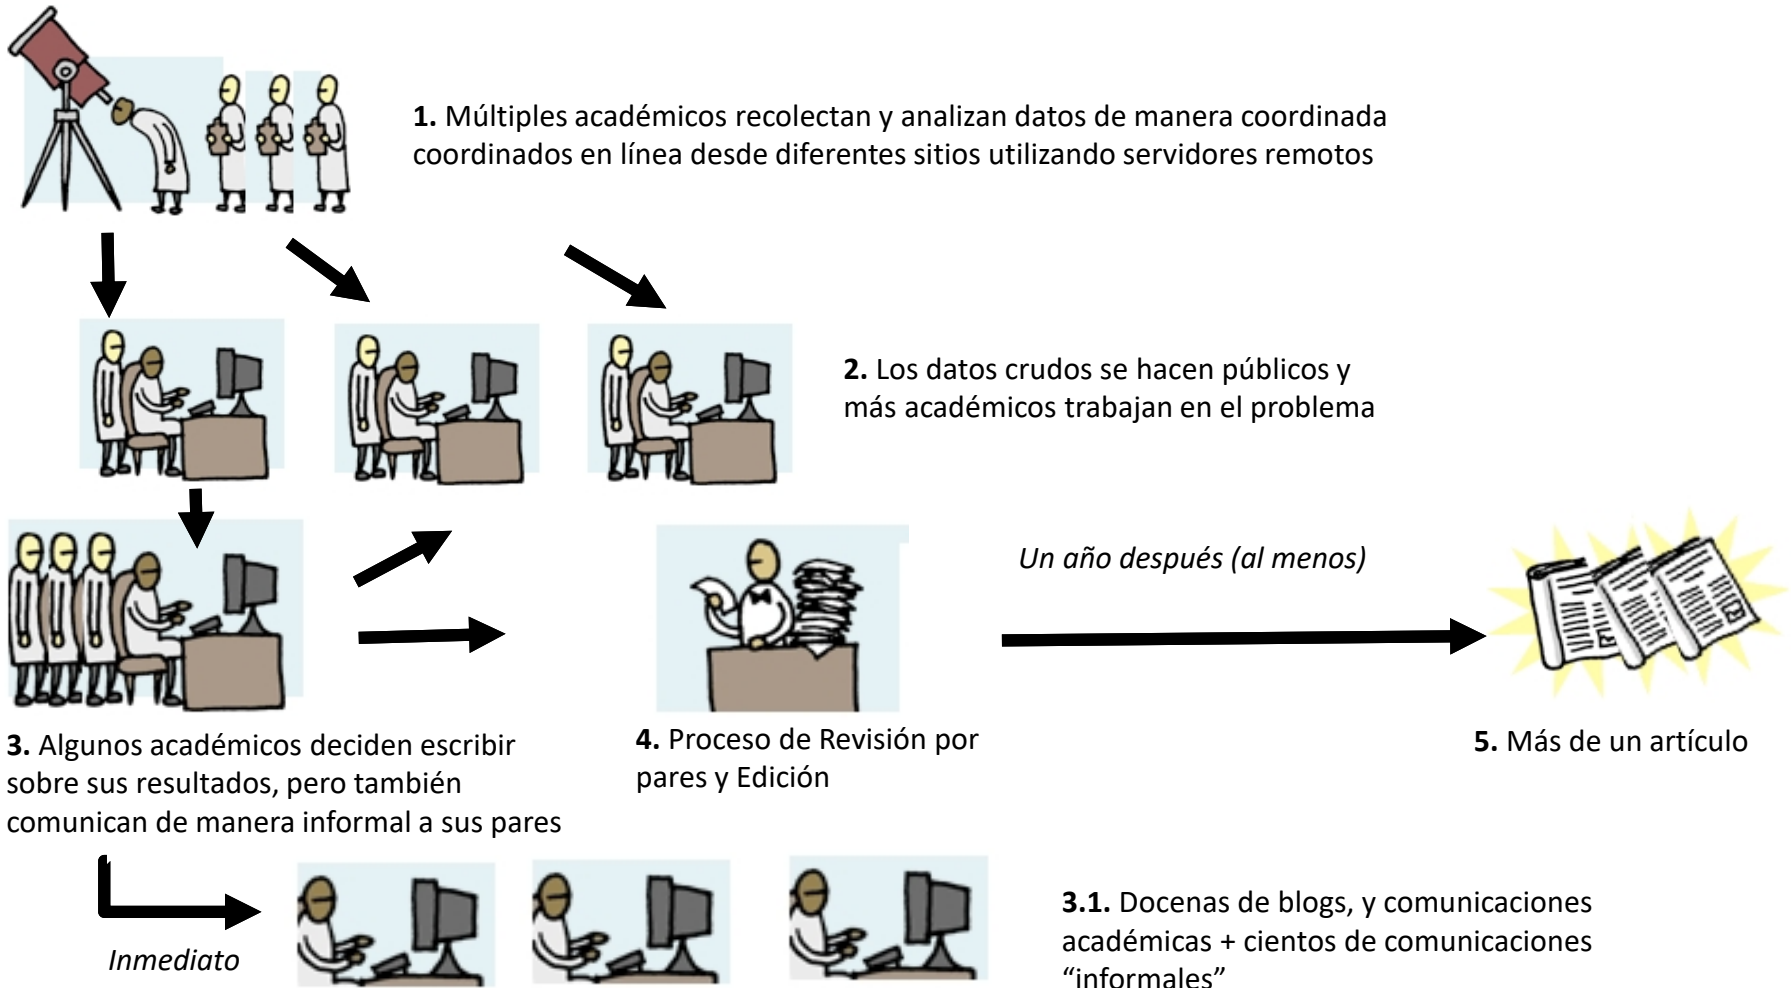 1. Múltiples académicos recolectan y analizan datos de manera coordinada
coordinados en línea desde diferentes sitios utilizando servidores remotos
2. Los datos crudos se hacen públicos y
más académicos trabajan en el problema
Un año después (al menos)
3. Algunos académicos deciden escribir
sobre sus resultados, pero también
comunican de manera informal a sus pares
4. Proceso de Revisión por
pares y Edición
5. Más de un artículo
Inmediato
3.1. Docenas de blogs, y comunicaciones
académicas + cientos de comunicaciones
“informales”